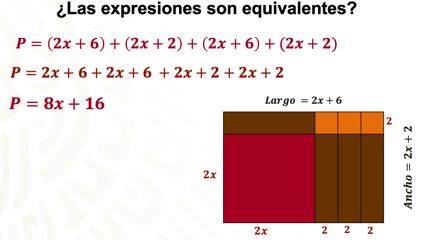 ¿Las expresiones son equivalentes?
P = (2x + 6) + (2x + 2) + (2x + 6) + (2x + 2)
P = 2x + 6 + 2x + 6 + 2x + 2 + 2x + 2
P = 8x + 16
Largo = 2x + 6
2
Ancho = 2x + 2
2x
2x 2 2 2